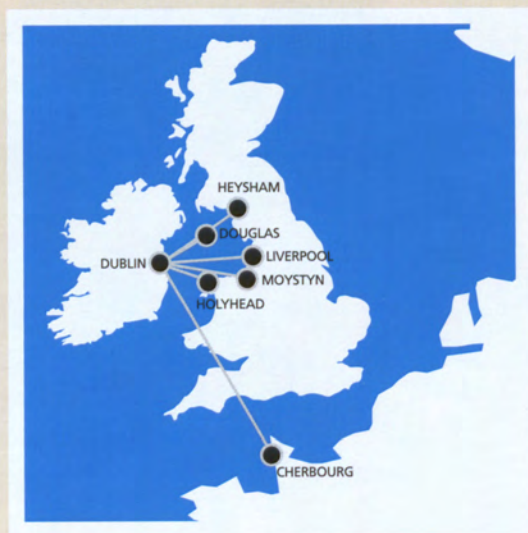 HEYSHAM
DOUGLAS
LIVERPOOL
DUBLIN
MOYSTYN
HOLYHEAD
CHERBOURG